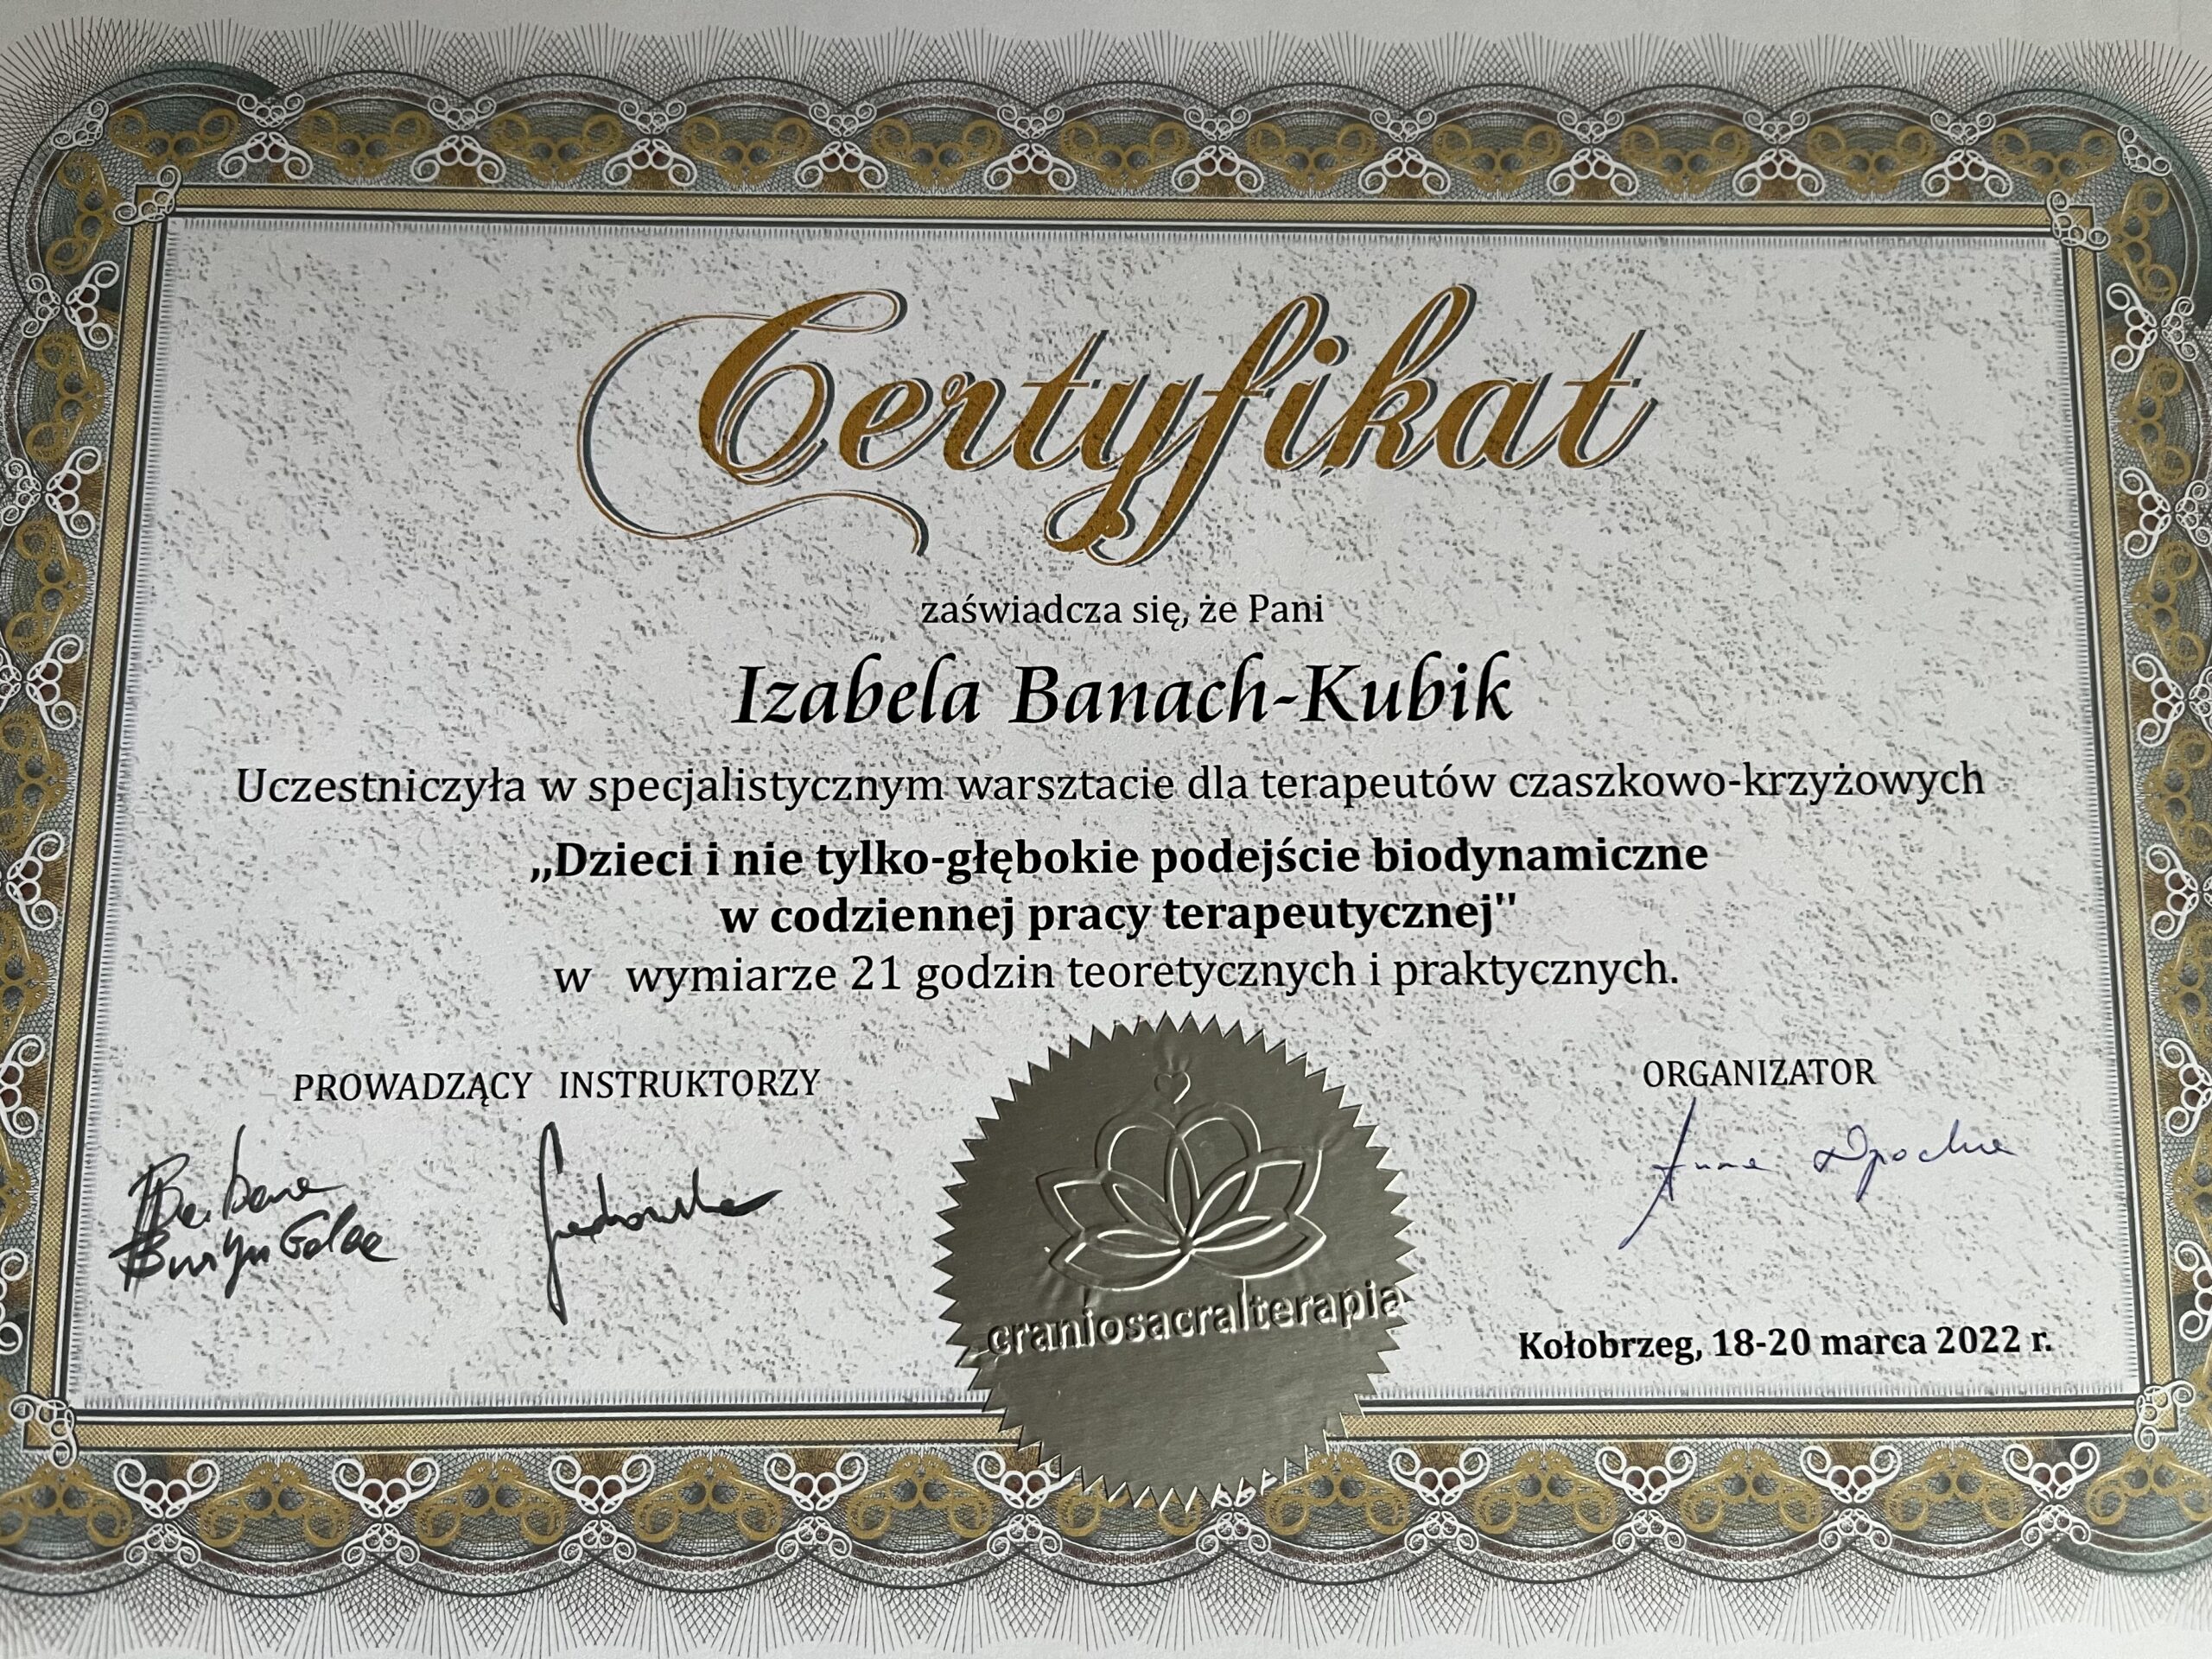 Certyfikat
zaświadcza się, że Pani
Izabela Banach-Kubik
Uczestniczyła w specjalistycznym warsztacie dla terapeutów czaszkowo-krzyżowych
„Dzieci i nie tylko-głębokie podejście biodynamiczne
w codziennej pracy terapeutycznej"
w wymiarze 21 godzin teoretycznych i praktycznych.
PROWADZĄCY INSTRUKTORZY
ORGANIZATOR
Barbara
Anna
craniosacralterapia
Kołobrzeg, 18-20 marca 2022 r.